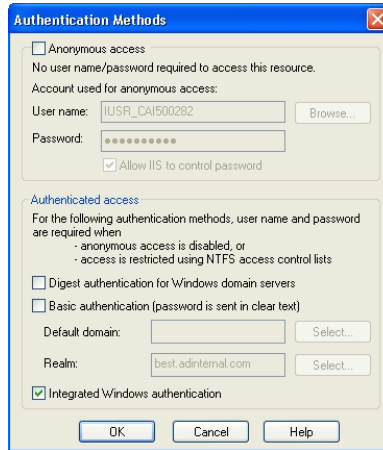 Authentication Methods
Anonymous access
No user name/password required to access this resource.
Account used for anonymous access:
User name: IUSR_CAI500282 Browse...
Password: ••••••••••
Allow IIS to control password
Authenticated access
For the following authentication methods, user name and password
are required when
- anonymous access is disabled, or
- access is restricted using NTFS access control lists
Digest authentication for Windows domain servers
Basic authentication (password is sent in clear text)
Default domain: Select...
Realm: best.adinternal.com Select...
Integrated Windows authentication
OK Cancel Help